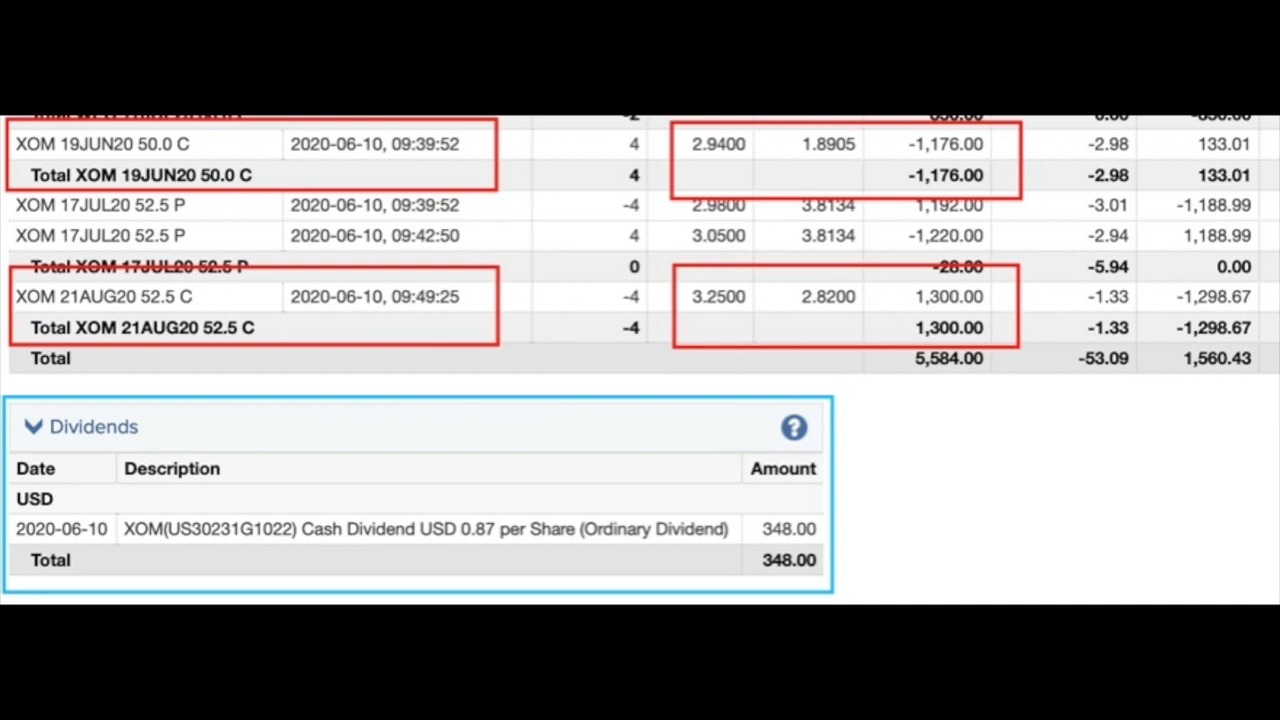 XOM 19JUN20 50.0 C 2020-06-10, 09:39:52 4 2.9400 1.8905 -1,176.00 -2.98 133.01
Total XOM 19JUN20 50.0 C 4 -1,176.00 -2.98 133.01
XOM 17JUL20 52.5 P 2020-06-10, 09:39:52 -4 2.9800 3.8134 1,192.00 -3.01 -1,188.99
XOM 17JUL20 52.5 P 2020-06-10, 09:42:50 4 3.0500 3.8134 -1,220.00 -2.94 1,188.99
Total XOM 17JUL20 52.5 P 0 -28.00 -5.94 0.00
XOM 21AUG20 52.5 C 2020-06-10, 09:49:25 -4 3.2500 2.8200 1,300.00 -1.33 -1,298.67
Total XOM 21AUG20 52.5 C -4 1,300.00 -1.33 -1,298.67
Total 5,584.00 -53.09 1,560.43
Dividends ?
Date Description Amount
USD
2020-06-10 XOM(US30231G1022) Cash Dividend USD 0.87 per Share (Ordinary Dividend) 348.00
Total 348.00